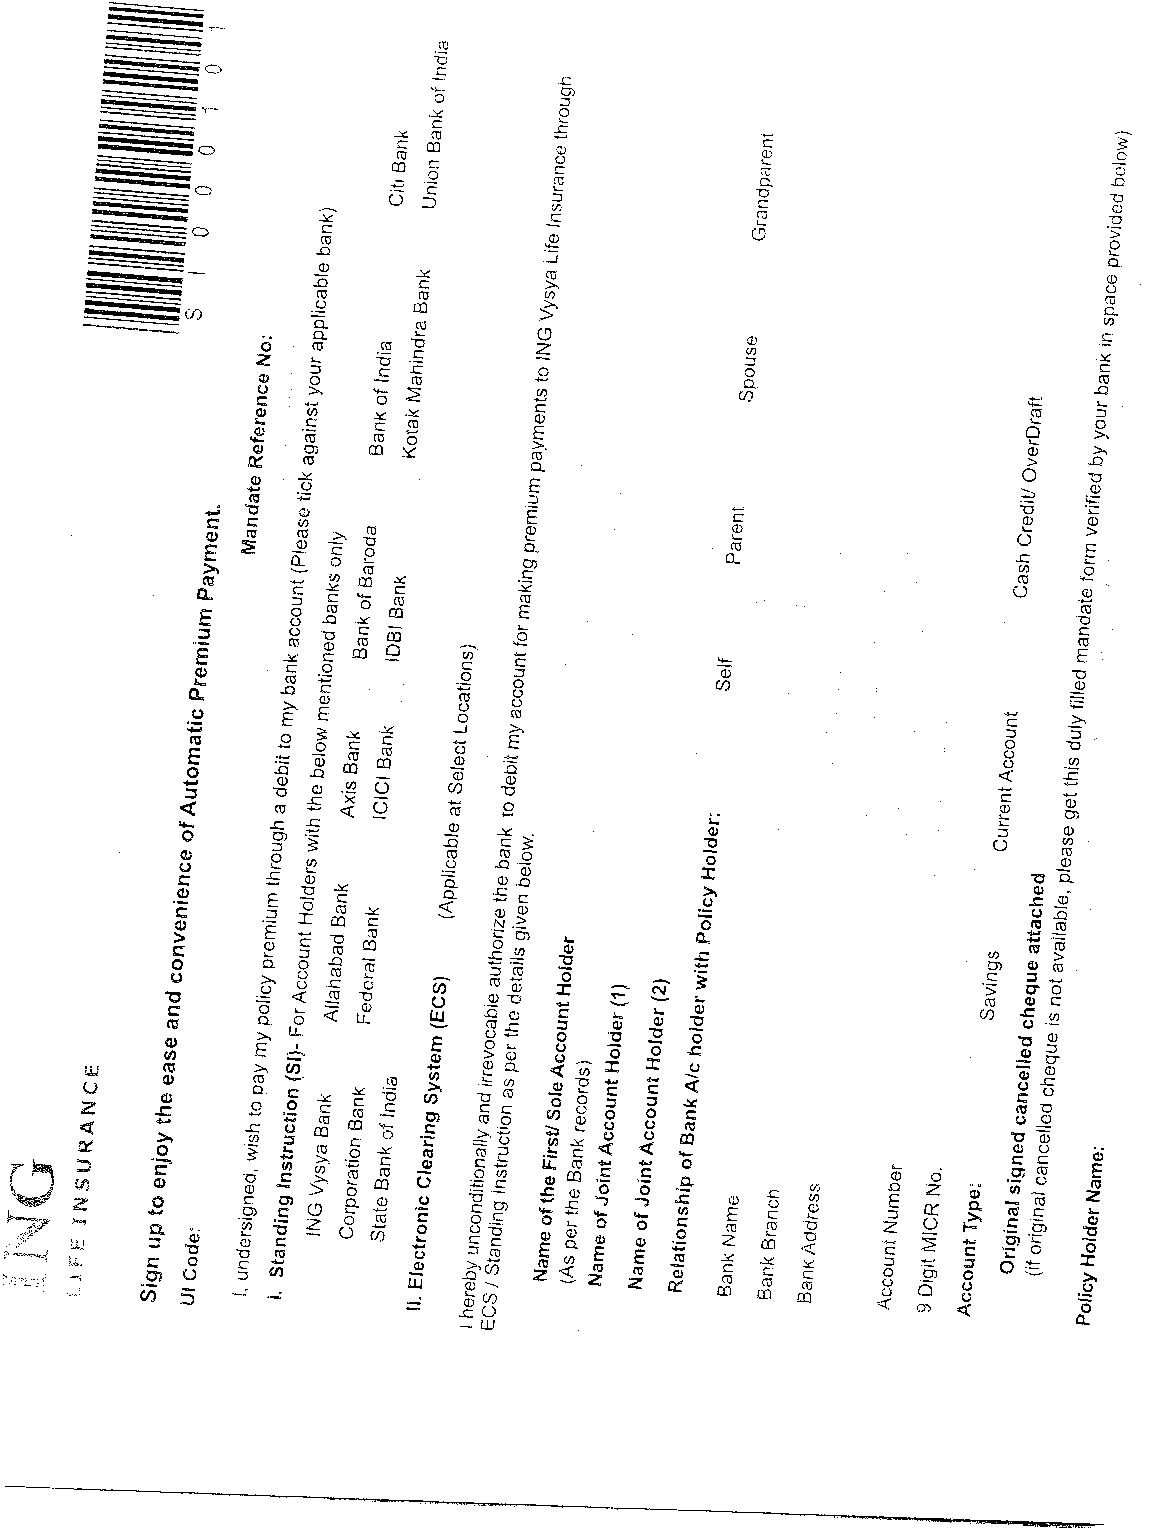 ING
LIFE INSURANCE
S I 0 0 0 1 0 1
Sign up to enjoy the ease and convenience of Automatic Premium Payment.
UI Code:
Mandate Reference No:
I, undersigned, wish to pay my policy premium through a debit to my bank account (Please tick against your applicable bank)
I. Standing Instruction (SI)- For Account Holders with the below mentioned banks only
ING Vysya Bank Allahabad Bank Axis Bank Bank of Baroda Bank of India Citi Bank
Corporation Bank Federal Bank ICICI Bank IDBI Bank Kotak Mahindra Bank Union Bank of India
State Bank of India
II. Electronic Clearing System (ECS) (Applicable at Select Locations)
I hereby unconditionally and irrevocable authorize the bank to debit my account for making premium payments to ING Vysya Life Insurance through
ECS / Standing Instruction as per the details given below.
Name of the First/ Sole Account Holder
(As per the Bank records)
Name of Joint Account Holder (1)
Name of Joint Account Holder (2)
Relationship of Bank A/c holder with Policy Holder: Self Parent Spouse Grandparent
Bank Name
Bank Branch
Bank Address
Account Number
9 Digit MICR No.
Account Type: Savings Current Account Cash Credit/ OverDraft
Original signed cancelled cheque attached
(if original cancelled cheque is not available, please get this duly filled mandate form verified by your bank in space provided below)
Policy Holder Name: